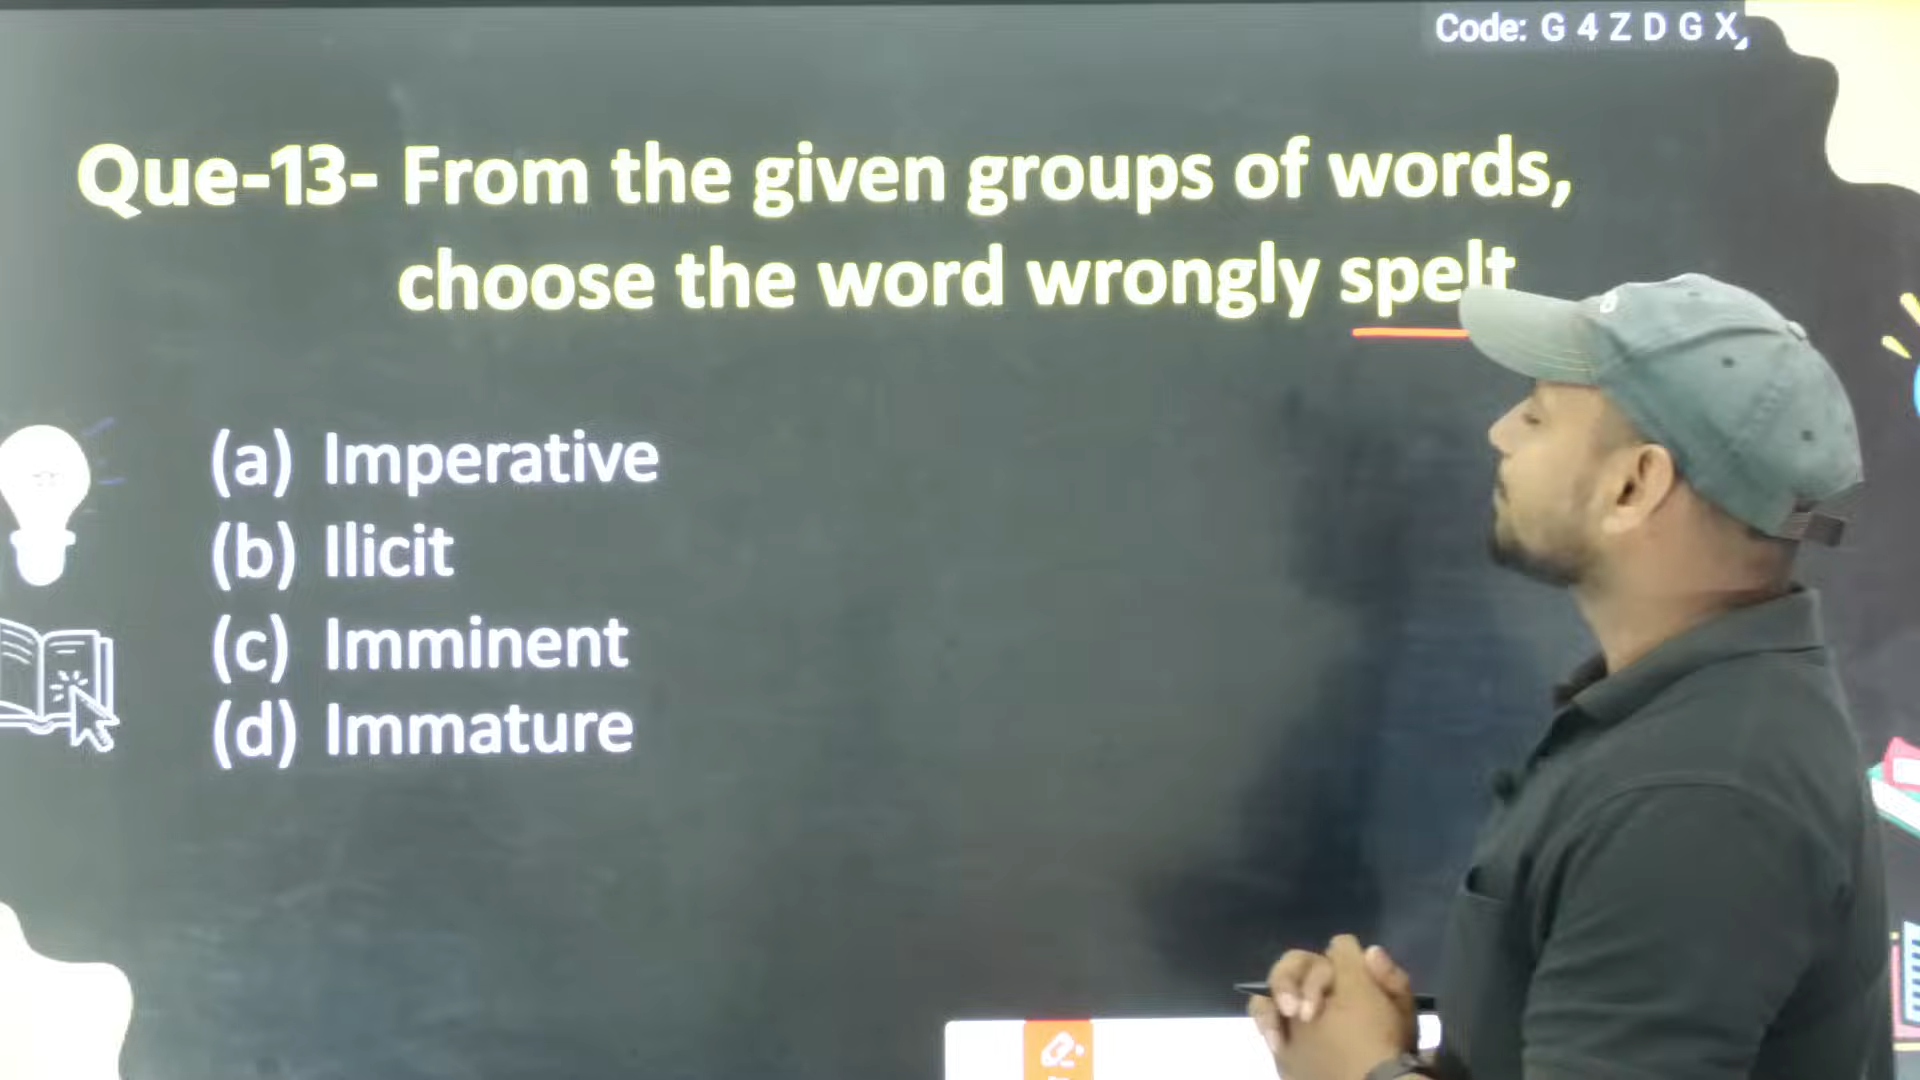 Code: G 4 Z D G X
Que-13- From the given groups of words,
choose the word wrongly spelt
(a) Imperative
(b) Ilicit
(c) Imminent
(d) Immature